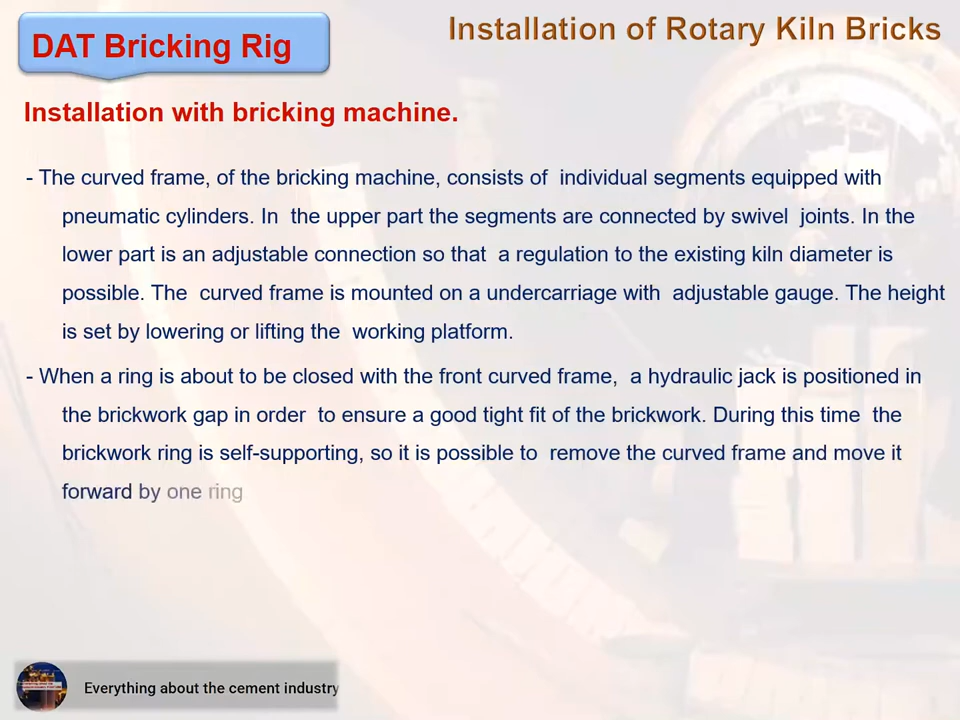 DAT Bricking Rig
Installation of Rotary Kiln Bricks
Installation with bricking machine.
- The curved frame, of the bricking machine, consists of individual segments equipped with
pneumatic cylinders. In the upper part the segments are connected by swivel joints. In the
lower part is an adjustable connection so that a regulation to the existing kiln diameter is
possible. The curved frame is mounted on a undercarriage with adjustable gauge. The height
is set by lowering or lifting the working platform.
- When a ring is about to be closed with the front curved frame, a hydraulic jack is positioned in
the brickwork gap in order to ensure a good tight fit of the brickwork. During this time the
brickwork ring is self-supporting, so it is possible to remove the curved frame and move it
forward by one ring
Everything about the cement industry